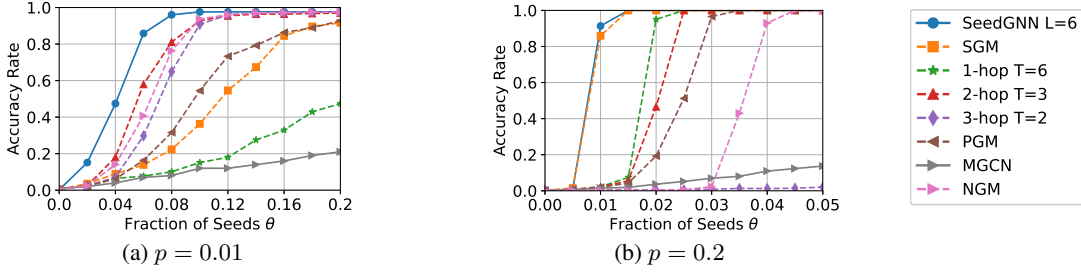 1.0
0.8
0.6
0.4
0.2
0.0
Accuracy Rate
0.0 0.04 0.08 0.12 0.16 0.2
Fraction of Seeds θ
(a) p = 0.01
1.0
0.8
0.6
0.4
0.2
0.0
Accuracy Rate
0.00 0.01 0.02 0.03 0.04 0.05
Fraction of Seeds θ
(b) p = 0.2
SeedGNN L=6
SGM
1-hop T=6
2-hop T=3
3-hop T=2
PGM
MGCN
NGM